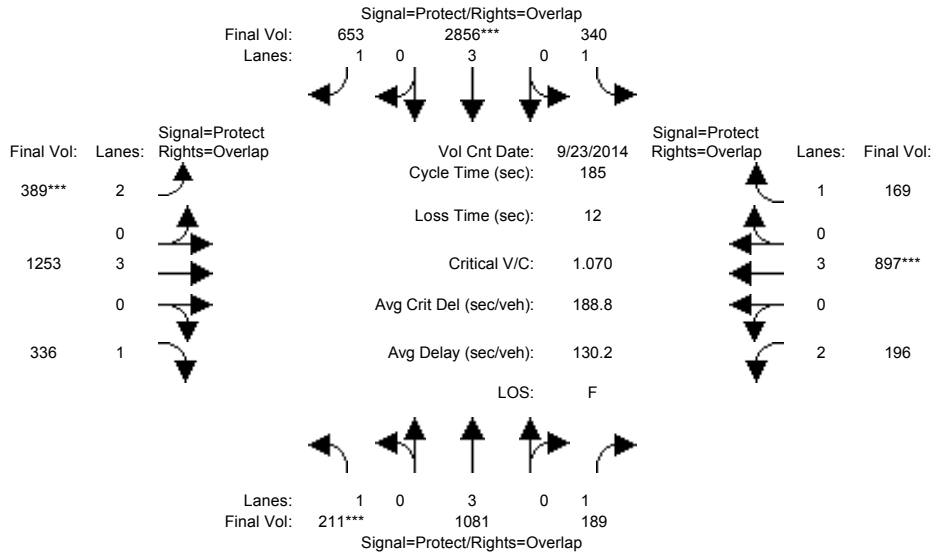 Signal=Protect/Rights=Overlap
Final Vol: 653 2856*** 340
Lanes: 1 0 3 0 1
Signal=Protect Signal=Protect
Final Vol: Lanes: Rights=Overlap Vol Cnt Date: 9/23/2014 Rights=Overlap Lanes: Final Vol:
Cycle Time (sec): 185
389*** 2 1 169
Loss Time (sec): 12
0 0
1253 3 Critical V/C: 1.070 3 897***
0 Avg Crit Del (sec/veh): 188.8 0
336 1 Avg Delay (sec/veh): 130.2 2 196
LOS: F
Lanes: 1 0 3 0 1
Final Vol: 211*** 1081 189
Signal=Protect/Rights=Overlap